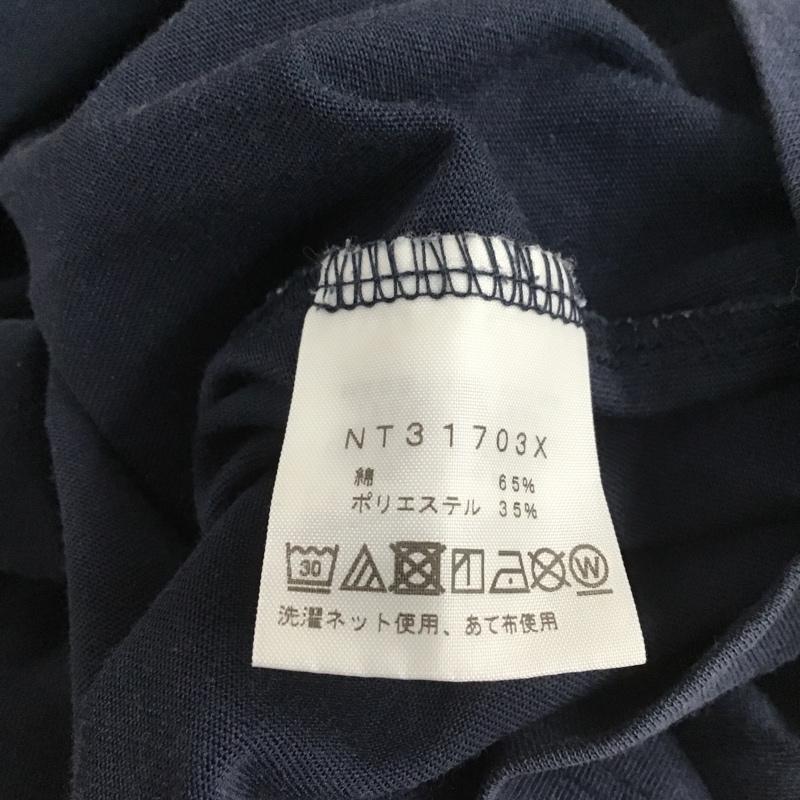 NT31703X
綿 65%
ポリエステル 35%
30 W
洗濯ネット使用、あて布使用